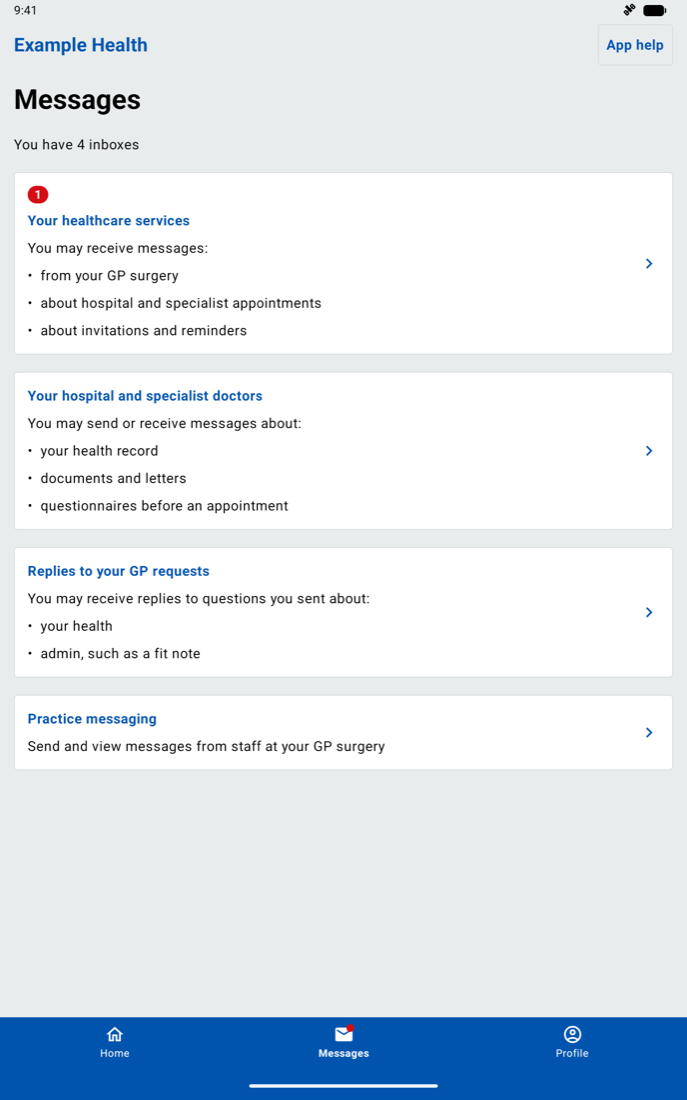 9:41
Example Health
App help
Messages
You have 4 inboxes
1
Your healthcare services
You may receive messages:
• from your GP surgery
• about hospital and specialist appointments
• about invitations and reminders
Your hospital and specialist doctors
You may send or receive messages about:
• your health record
• documents and letters
• questionnaires before an appointment
Replies to your GP requests
You may receive replies to questions you sent about:
• your health
• admin, such as a fit note
Practice messaging
Send and view messages from staff at your GP surgery
Home
Messages
Profile